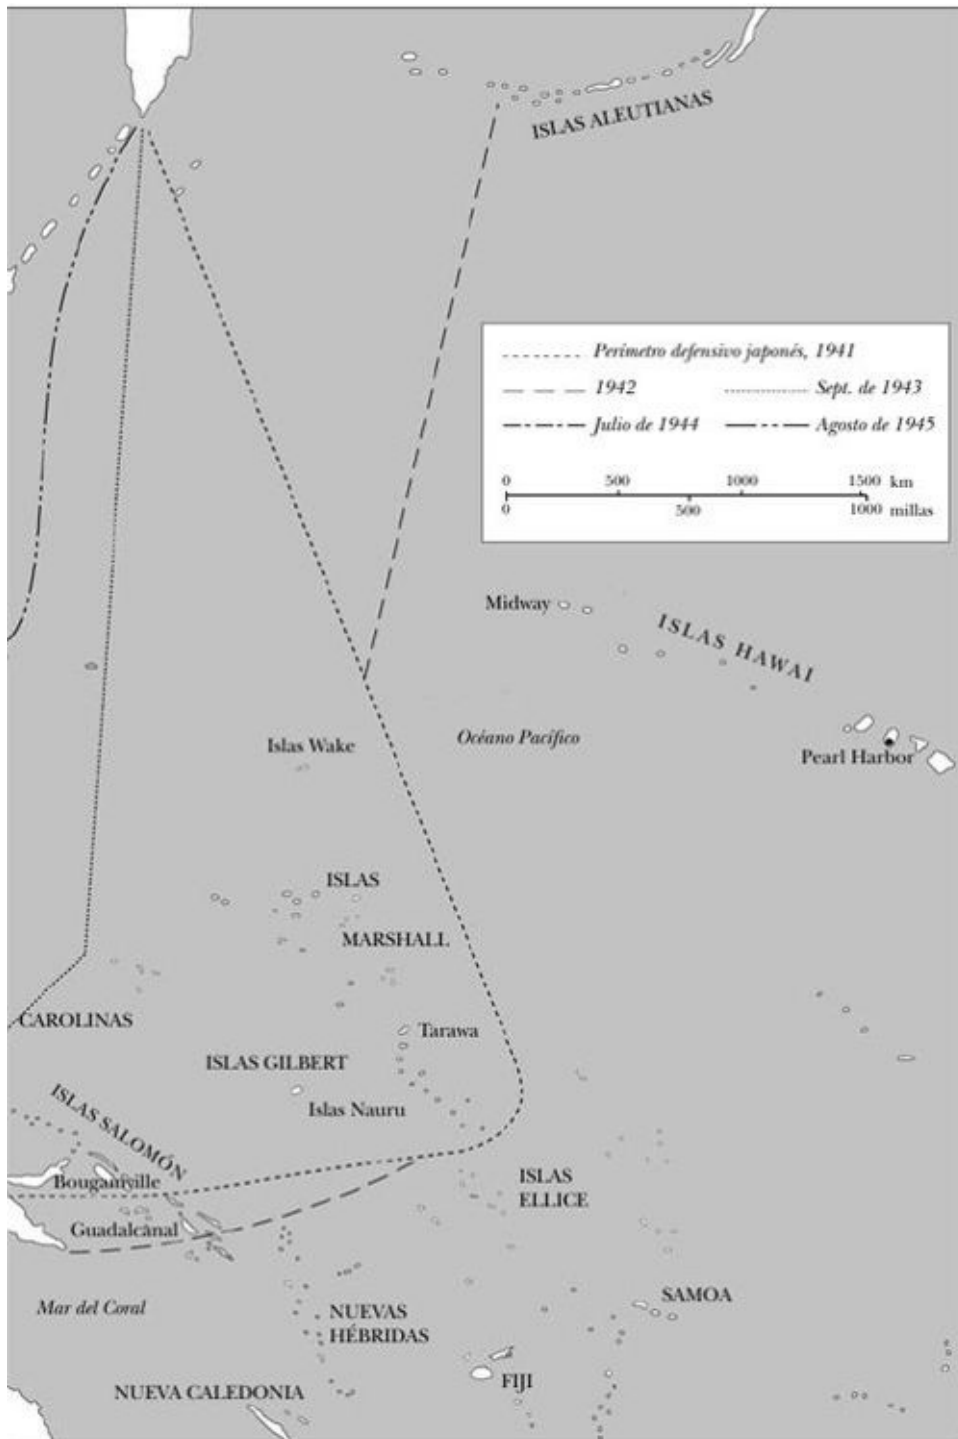 ISLAS ALEUTIANAS
Perímetro defensivo japonés, 1941
1942
Sept. de 1943
Julio de 1944
Agosto de 1945
0 500 1000 1500 km
0 500 1000 millas
Midway
ISLAS HAWAI
Islas Wake
Océano Pacífico
Pearl Harbor
ISLAS
MARSHALL
CAROLINAS
Tarawa
ISLAS GILBERT
Islas Nauru
ISLAS SALOMÓN
Bougainville
ISLAS
ELLICE
Guadalcanal
Mar del Coral
NUEVAS
HÉBRIDAS
SAMOA
FIJI
NUEVA CALEDONIA